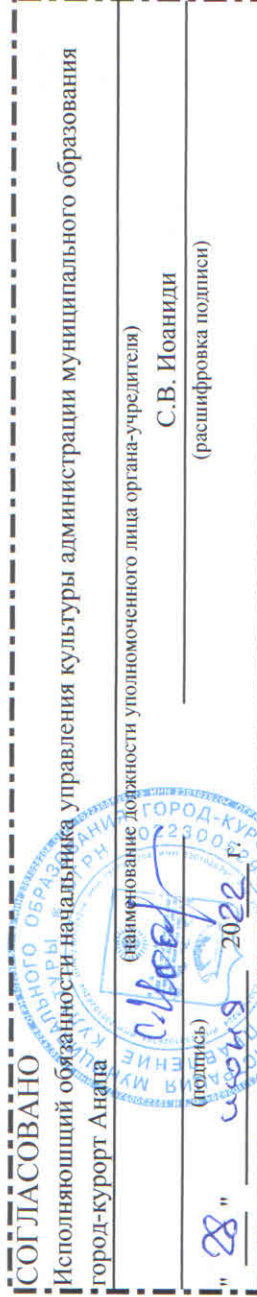 СОГЛАСОВАНО
Исполняющий обязанности начальника управления культуры администрации муниципального образования
город-курорт Анапа
(наименование должности уполномоченного лица органа-учредителя)
С.В. Иоаниди
(подпись)
(расшифровка подписи)
" 28 " июня 2022 г.